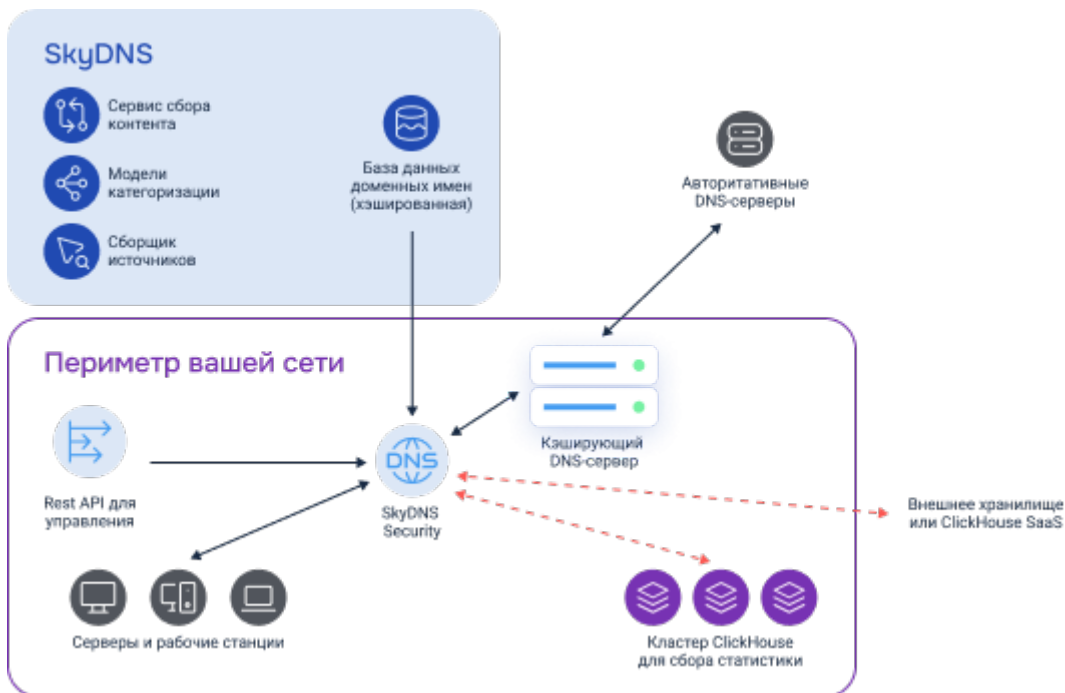 SkyDNS
Сервис сбора
контента
Модели
категоризации
Сборщик
источников
База данных
доменных имен
(хэшированная)
Авторитативные
DNS-серверы
Периметр вашей сети
Rest API для
управления
DNS
SkyDNS
Security
Кэширующий
DNS-сервер
Внешнее хранилище
или ClickHouse SaaS
Серверы и рабочие станции
Кластер ClickHouse
для сбора статистики